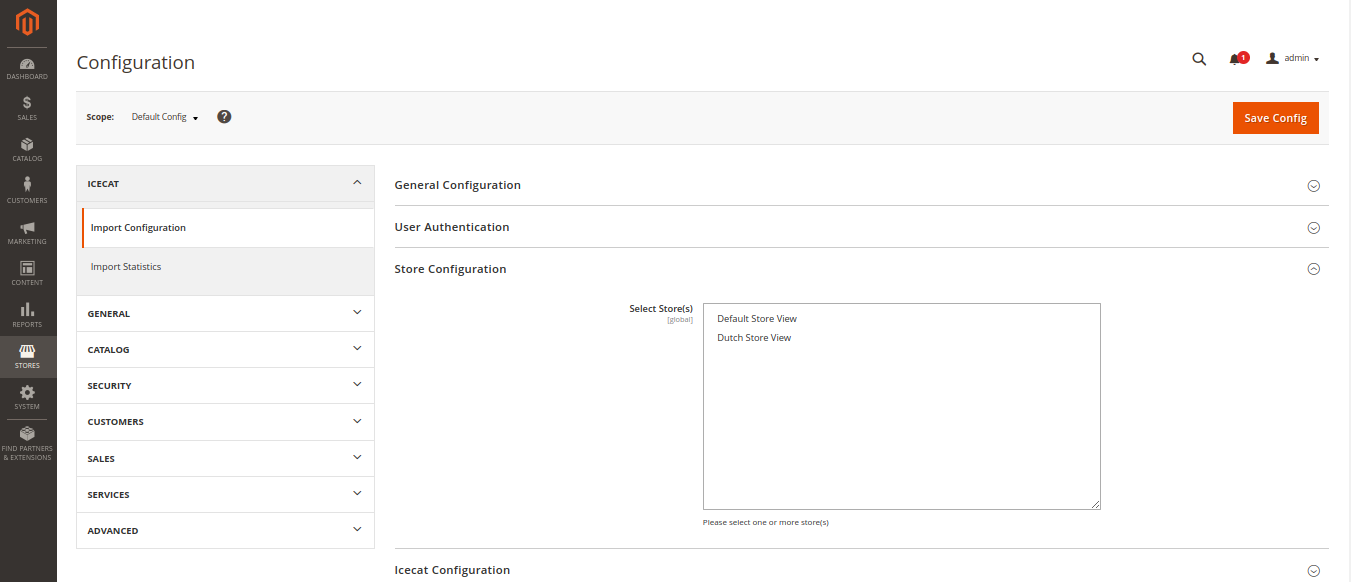 Configuration
1
admin
Scope: Default Config ?
Save Config
DASHBOARD
$
SALES
CATALOG
CUSTOMERS
MARKETING
CONTENT
REPORTS
STORES
SYSTEM
FIND PARTNERS
& EXTENSIONS
ICECAT
Import Configuration
Import Statistics
GENERAL
CATALOG
SECURITY
CUSTOMERS
SALES
SERVICES
ADVANCED
General Configuration
User Authentication
Store Configuration
Select Store(s)
[global]
Default Store View
Dutch Store View
Please select one or more store(s)
Icecat Configuration